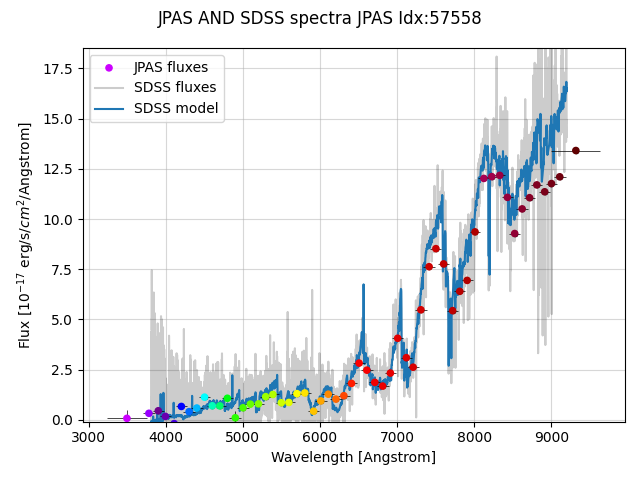 JPAS AND SDSS spectra JPAS Idx:57558
JPAS fluxes
SDSS fluxes
SDSS model
Flux [10⁻¹⁷ erg/s/cm²/Angstrom]
17.5
15.0
12.5
10.0
7.5
5.0
2.5
0.0
3000 4000 5000 6000 7000 8000 9000
Wavelength [Angstrom]